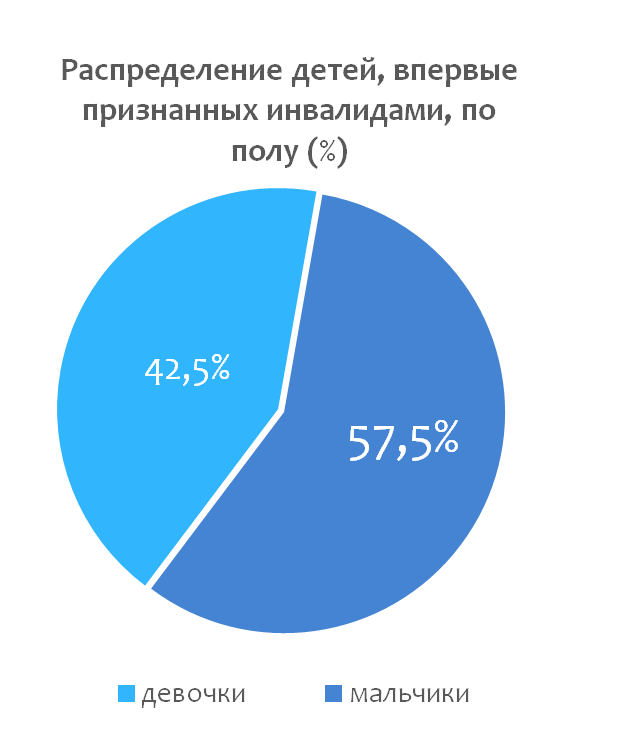 Распределение детей, впервые
признанных инвалидами, по
полу (%)
42,5%
57,5%
девочки
мальчики